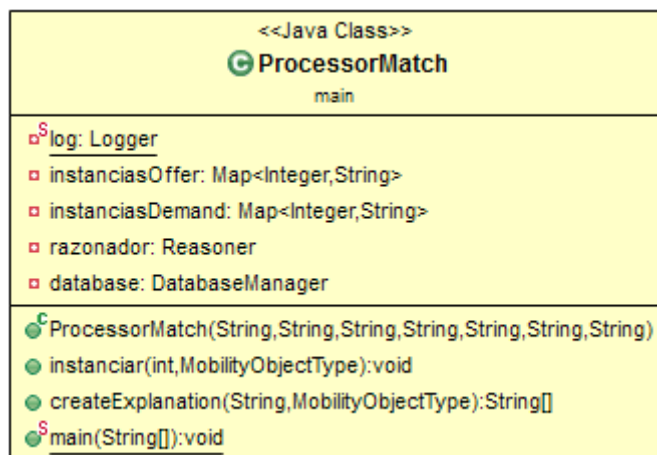 <<Java Class>>
C ProcessorMatch
main
S log: Logger
instanciasOffer: Map<Integer,String>
instanciasDemand: Map<Integer,String>
razonador: Reasoner
database: DatabaseManager
C ProcessorMatch(String,String,String,String,String,String,String)
instanciar(int,MobilityObjectType):void
createExplanation(String,MobilityObjectType):String[]
S main(String[]):void